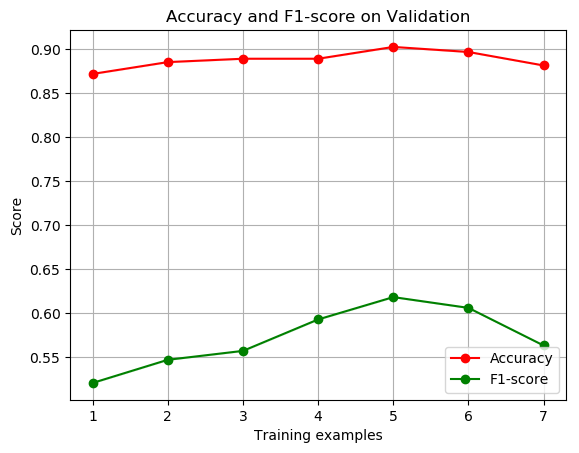 Accuracy and F1-score on Validation
0.90
0.85
0.80
0.75
0.70
0.65
0.60
0.55
Score
1 2 3 4 5 6 7
Training examples
Accuracy
F1-score